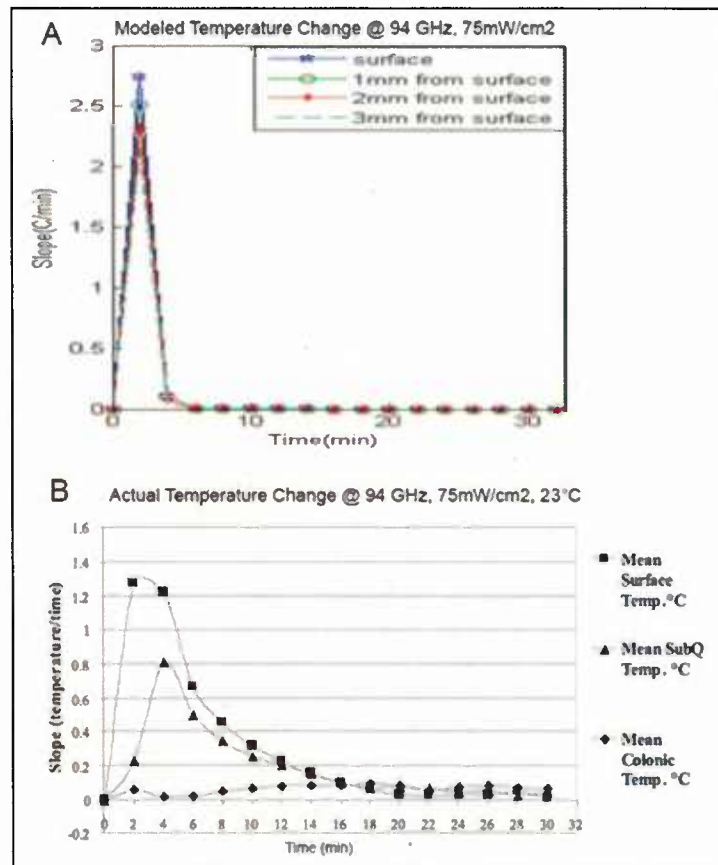 A
Modeled Temperature Change @ 94 GHz, 75mW/cm2
3
2.5
2
1.5
1
0.5
0
Slope(C/min)
surface
1mm from surface
2mm from surface
3mm from surface
0
10
20
30
Time(min)
B
Actual Temperature Change @ 94 GHz, 75mW/cm2, 23°C
1.6
1.4
1.2
1
0.8
0.6
0.4
0.2
0
-0.2
Slope (temperature/time)
0 2 4 6 8 10 12 14 16 18 20 22 24 26 28 30 32
Time (min)
Mean
Surface
Temp.°C
Mean SubQ
Temp. °C
Mean
Colonic
Temp. °C